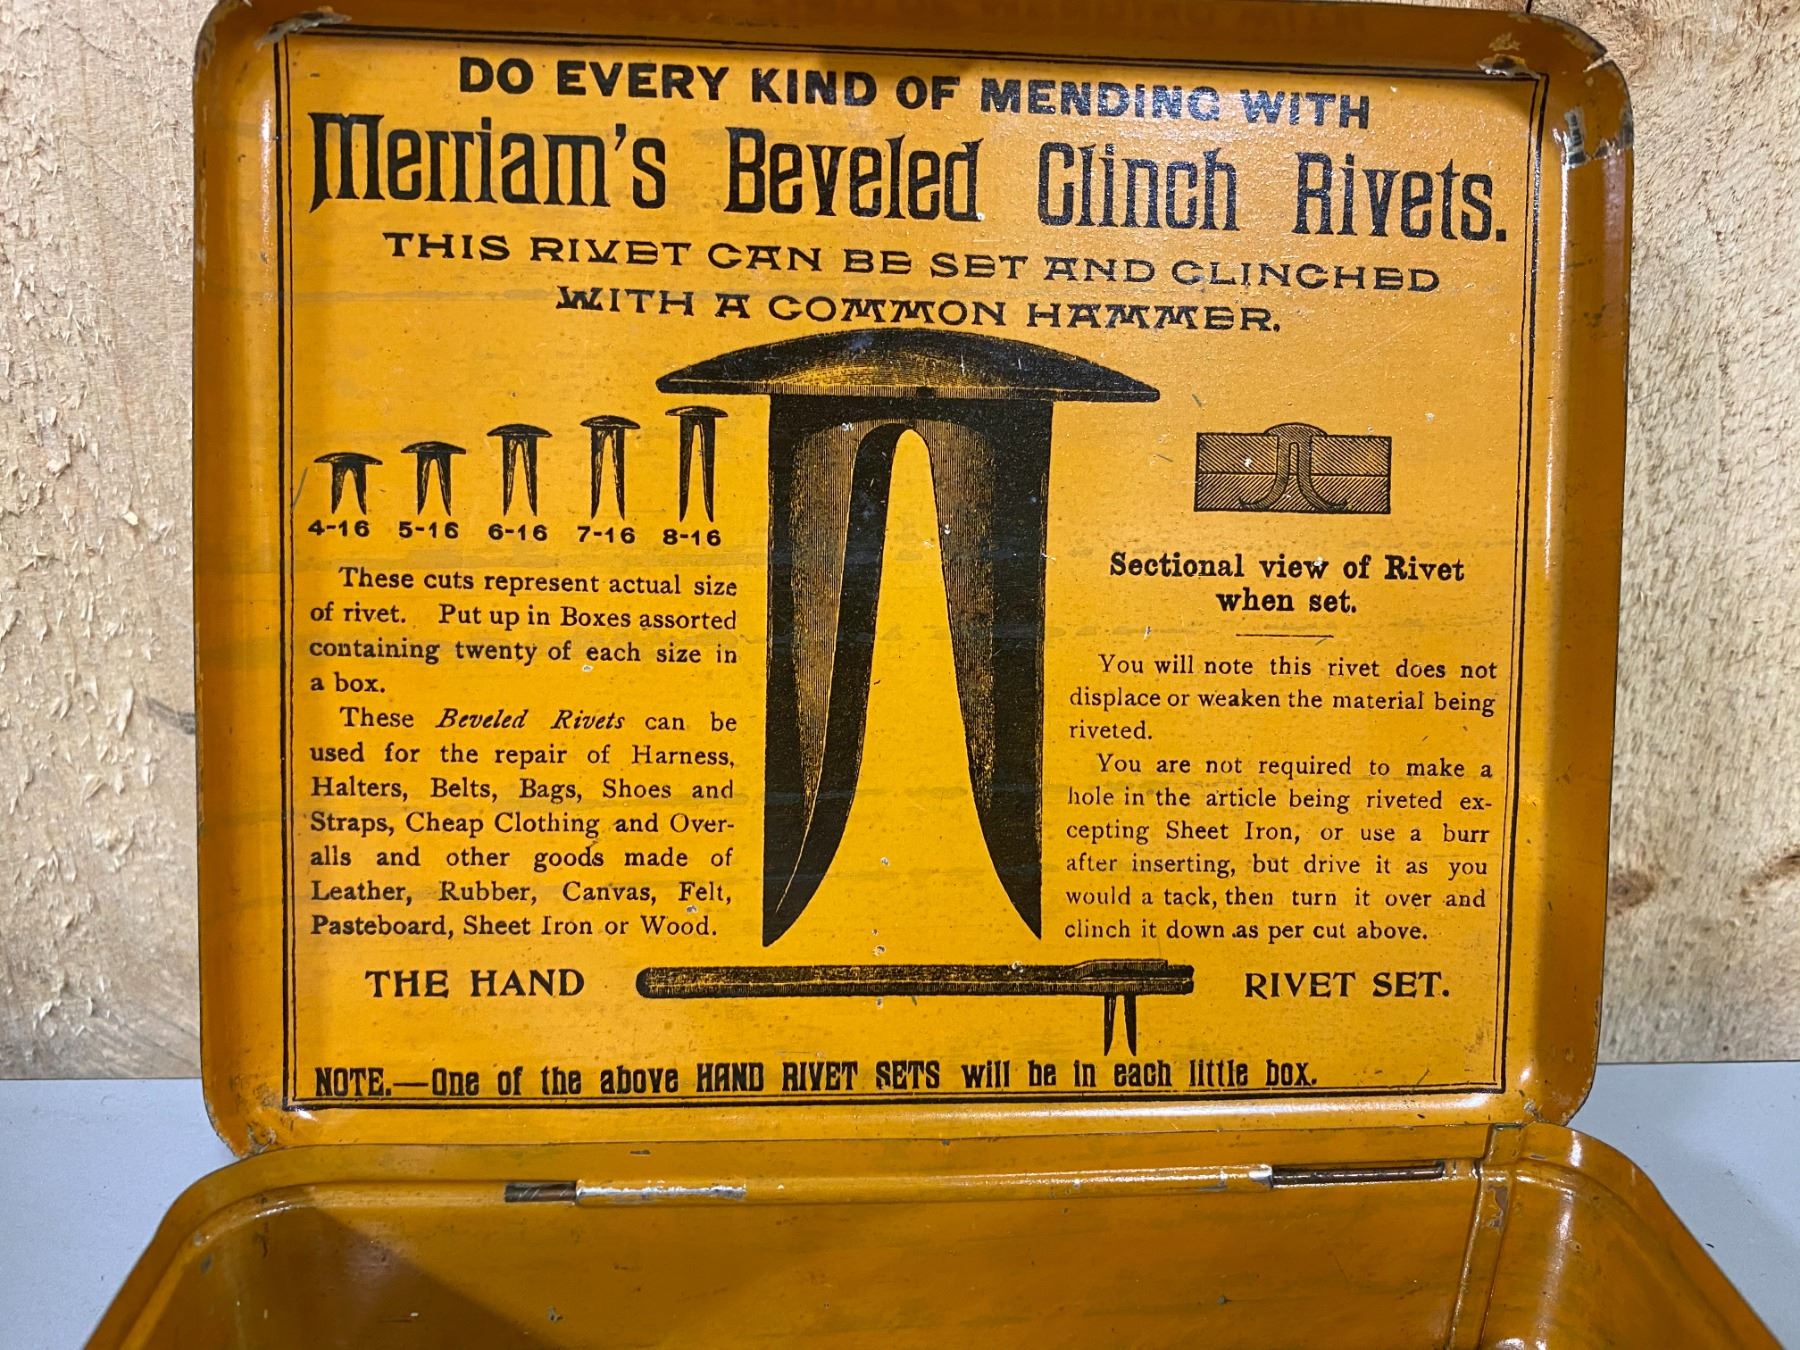 DO EVERY KIND OF MENDING WITH
Merriam's Beveled Clinch Rivets.
THIS RIVET CAN BE SET AND CLINCHED
WITH A COMMON HAMMER.
4-16 5-16 6-16 7-16 8-16
These cuts represent actual size
of rivet. Put up in Boxes assorted
containing twenty of each size in
a box.
These Beveled Rivets can be
used for the repair of Harness,
Halters, Belts, Bags, Shoes and
Straps, Cheap Clothing and Over-
alls and other goods made of
Leather, Rubber, Canvas, Felt,
Pasteboard, Sheet Iron or Wood.
Sectional view of Rivet
when set.
You will note this rivet does not
displace or weaken the material being
riveted.
You are not required to make a
hole in the article being riveted ex-
cepting Sheet Iron, or use a burr
after inserting, but drive it as you
would a tack, then turn it over and
clinch it down as per cut above.
THE HAND RIVET SET.
NOTE.—One of the above HAND RIVET SETS will be in each little box.